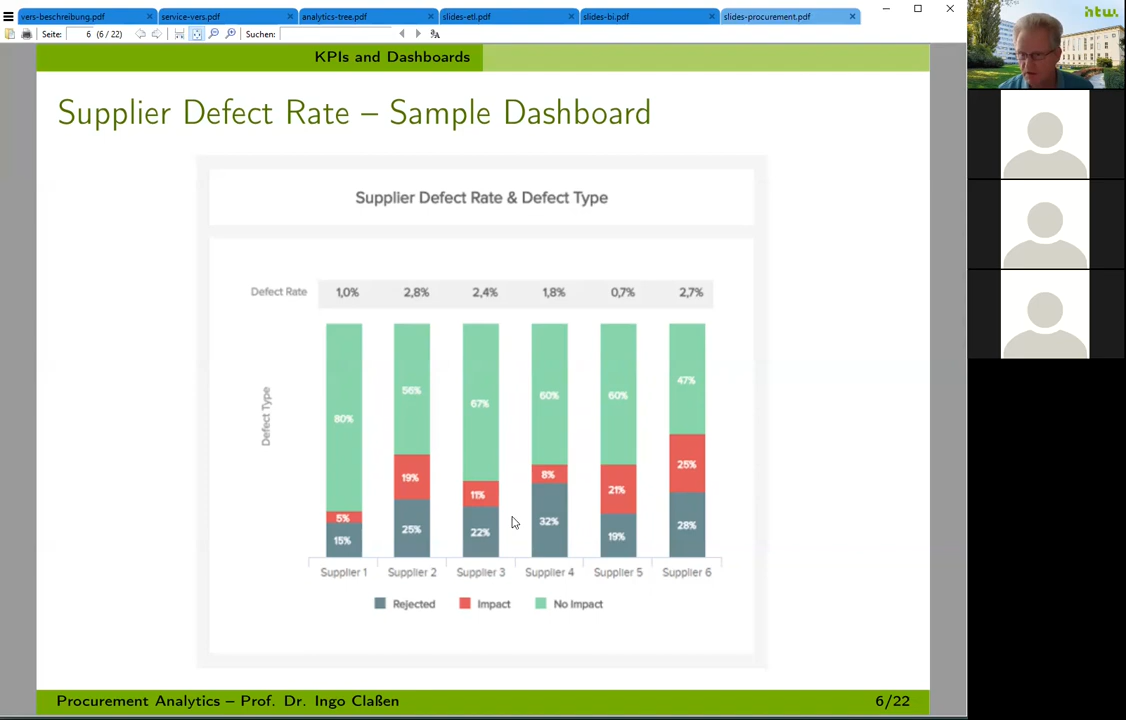 vers-beschreibung.pdf
service-vers.pdf
analytics-tree.pdf
slides-etl.pdf
slides-bi.pdf
slides-procurement.pdf
htw
Seite: 6 (6 / 22)
Suchen:
KPIs and Dashboards
Supplier Defect Rate – Sample Dashboard
Supplier Defect Rate & Defect Type
Defect Rate 1,0% 2,8% 2,4% 1,8% 0,7% 2,7%
Defect Type
80% 56% 67% 60% 60% 47%
5% 19% 11% 8% 21% 25%
15% 25% 22% 32% 19% 28%
Supplier 1 Supplier 2 Supplier 3 Supplier 4 Supplier 5 Supplier 6
Rejected Impact No Impact
Procurement Analytics – Prof. Dr. Ingo Claßen 6/22